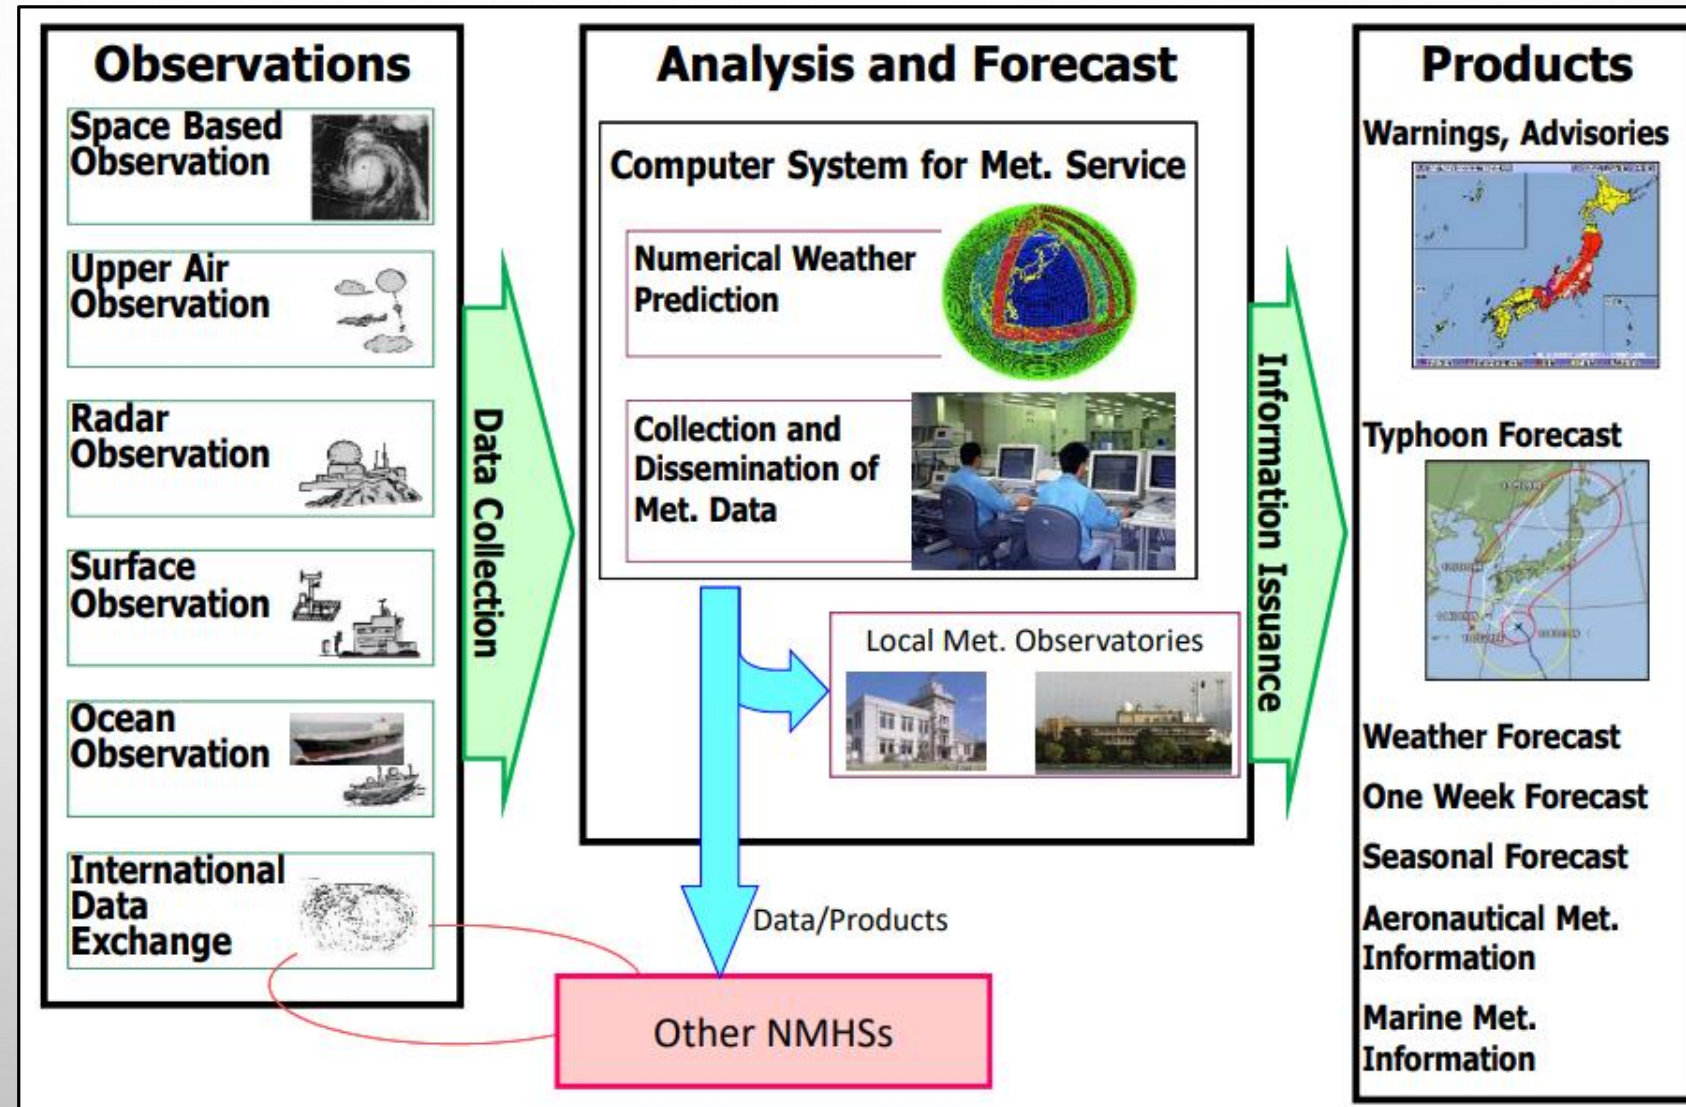 Observations
Space Based
Observation
Upper Air
Observation
Radar
Observation
Surface
Observation
Ocean
Observation
International
Data
Exchange
Data Collection
Analysis and Forecast
Computer System for Met. Service
Numerical Weather
Prediction
Collection and
Dissemination of
Met. Data
Local Met. Observatories
Data/Products
Other NMHSs
Information Issuance
Products
Warnings, Advisories
Typhoon Forecast
Weather Forecast
One Week Forecast
Seasonal Forecast
Aeronautical Met.
Information
Marine Met.
Information